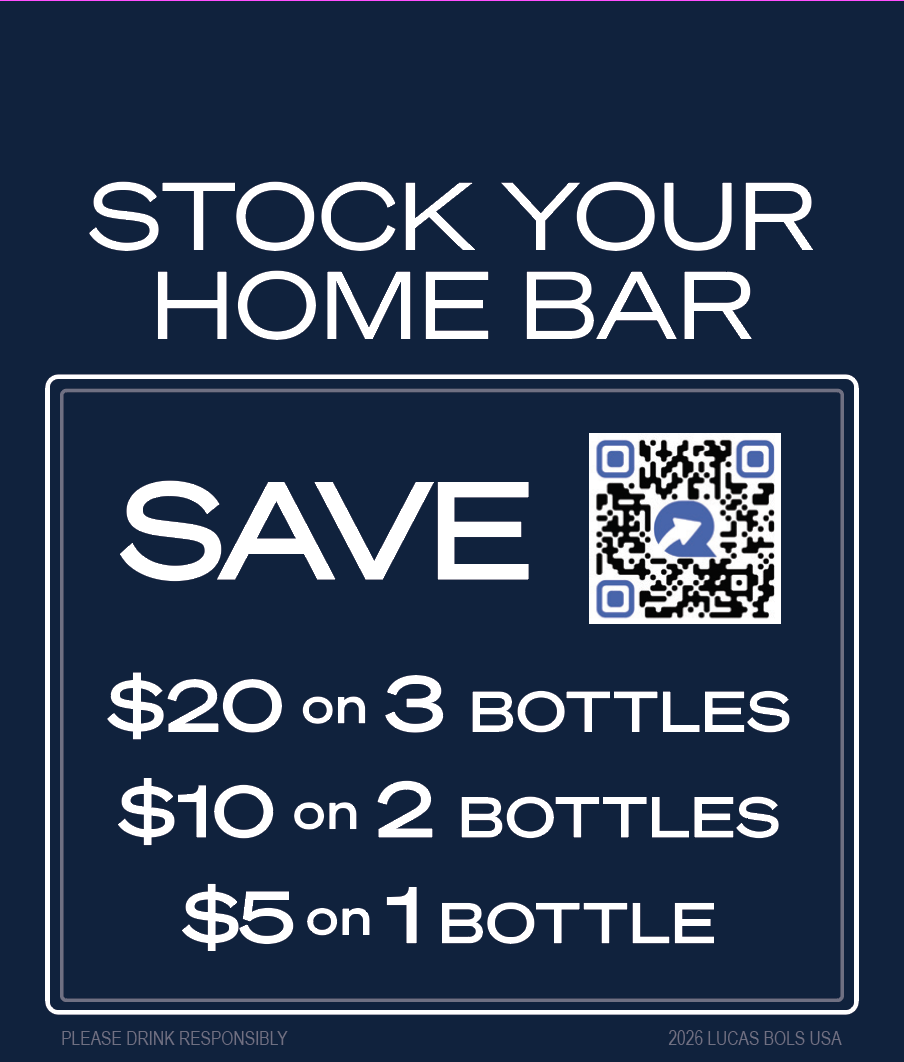 STOCK YOUR
HOME BAR
SAVE
$20 on 3 BOTTLES
$10 on 2 BOTTLES
$5 on 1 BOTTLE
PLEASE DRINK RESPONSIBLY
2026 LUCAS BOLS USA